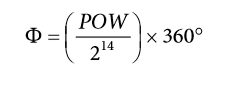 Φ = (POW / 2^14) × 360°